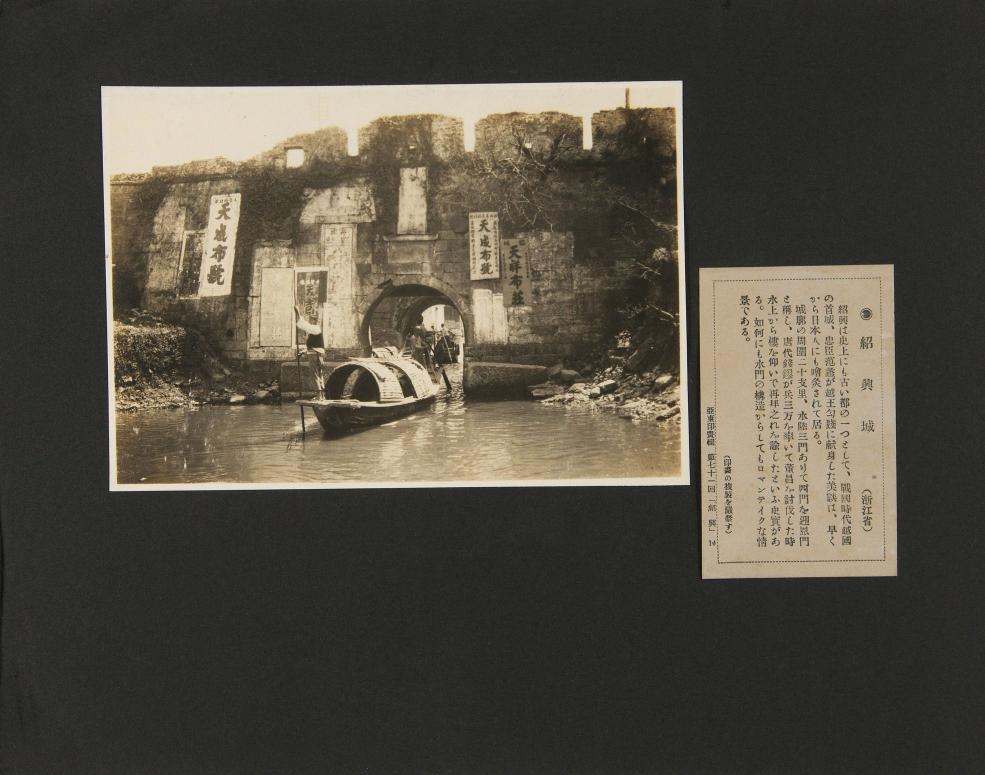 天成布號
天成布號
天祥布莊
◉紹興城 (浙江省)
紹興は史上にも古い都の一つとして、戰國時代越國
の首城、忠臣范蠡が越王勾踐に献身した美談は、早く
から日本人にも噲炙されて居る。
城廓の周圍二十支里、水陸三門ありて西門を迎恩門
と稱し、唐代錢鏐が兵三万を率いて董昌を討伐した時
水上から樓を仰いで再拜之れを諭したといふ史實があ
る。如何にも水門の構造からしてもロマンテイクな情
景である。
(印畫の複製を嚴禁す)
亞東印畫輯 第七十一回「紹興」 1